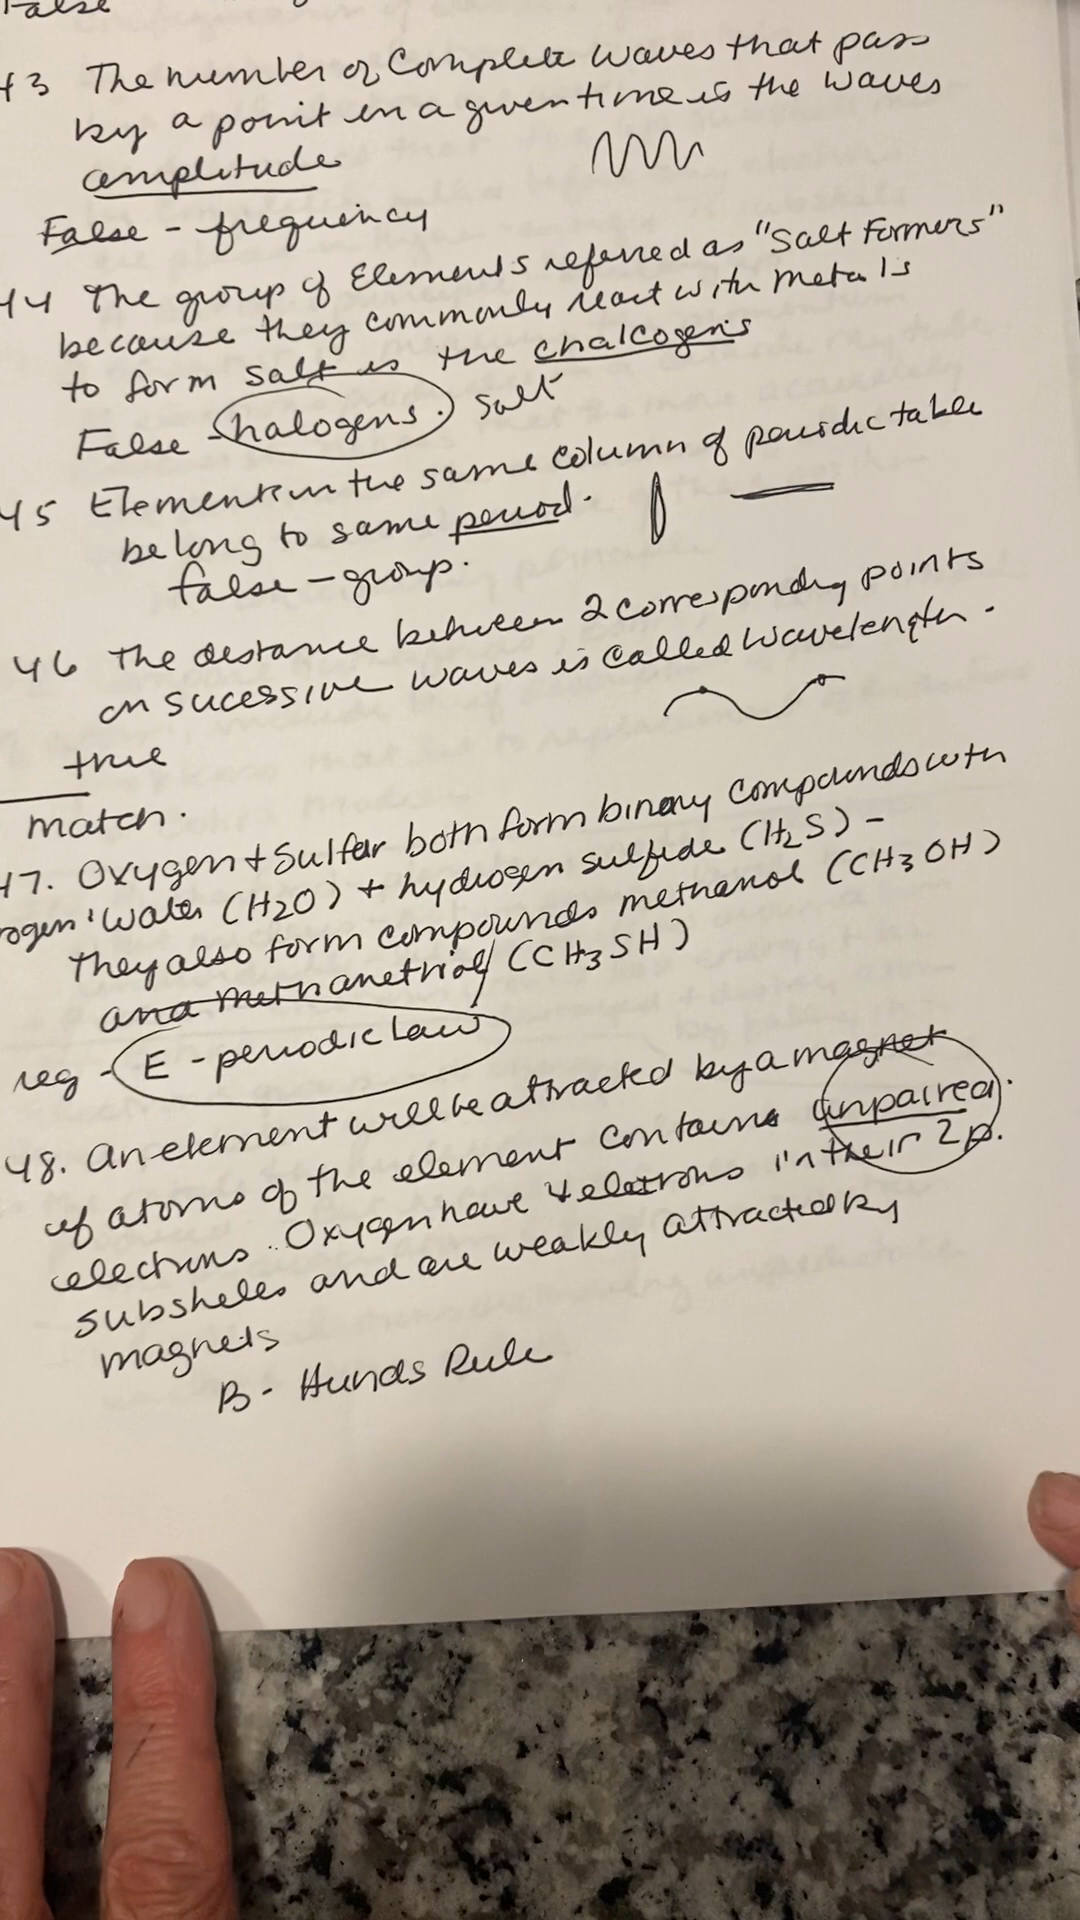 False
43 The number of Complete waves that pass
by a point in a given time is the waves
amplitude
False - frequency
44 The group of Elements referred as "Salt Formers"
because they commonly react with metals
to form salt is the chalcogens
False - halogens. salt
45 Elements in the same column of periodic table
belong to same period.
false - group.
46 The distance between 2 corresponding points
on sucessive waves is called wavelength.
true
match.
47. Oxygen + Sulfur both form binary compounds with
rogen 'water (H2O) + hydrogen sulfide (H2S) -
They also form compounds methanol (CH3OH)
and methanethiol (CH3SH)
reg - E - periodic Law
48. An element will be attracted by a magnet
if atoms of the element contains unpaired.
electrons. Oxygen have 4 electrons in their 2p.
subshells and are weakly attracted by
magnets
B - Hunds Rule